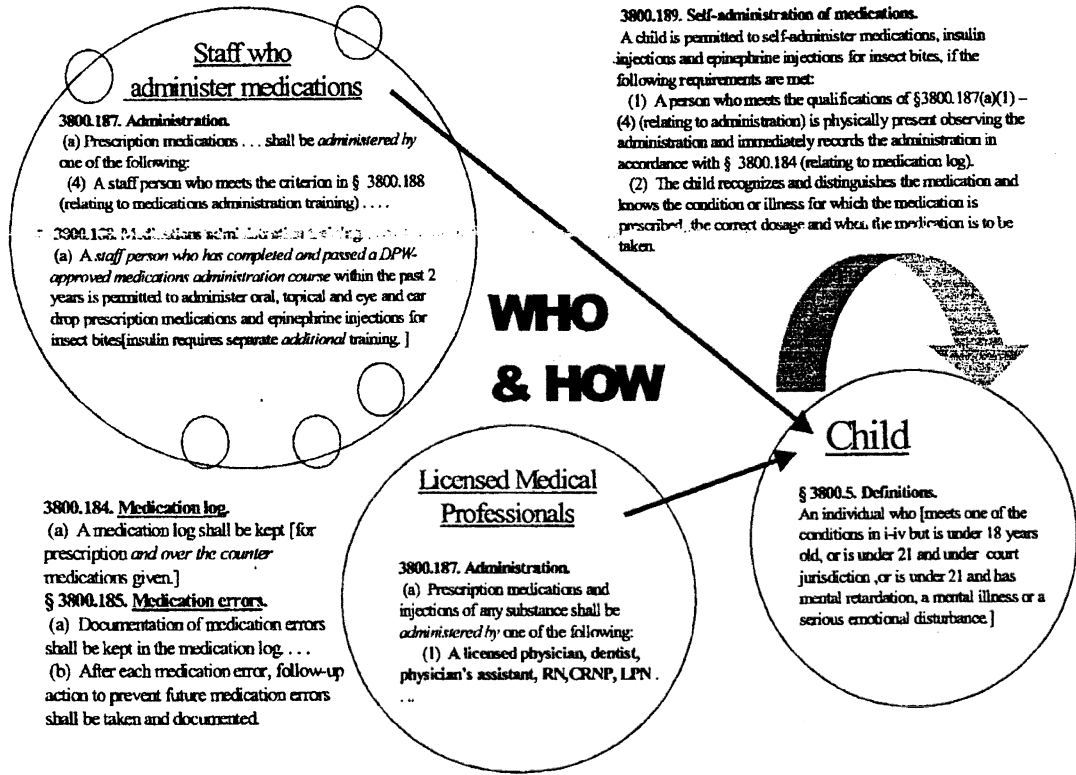 Staff who
administer medications
3800.187. Administration.
(a) Prescription medications . . . shall be administered by
one of the following:
(4) A staff person who meets the criterion in § 3800.188
(relating to medications administration training) . . . .
3800.188. Medications administration training.
(a) A staff person who has completed and passed a DPW-
approved medications administration course within the past 2
years is permitted to administer oral, topical and eye and ear
drop prescription medications and epinephrine injections for
insect bites[insulin requires separate additional training. ]
3800.189. Self-administration of medications.
A child is permitted to self-administer medications, insulin
injections and epinephrine injections for insect bites, if the
following requirements are met:
(1) A person who meets the qualifications of §3800.187(a)(1) –
(4) (relating to administration) is physically present observing the
administration and immediately records the administration in
accordance with § 3800.184 (relating to medication log).
(2) The child recognizes and distinguishes the medication and
knows the condition or illness for which the medication is
prescribed, the correct dosage and when the medication is to be
taken.
WHO
& HOW
Child
§ 3800.5. Definitions.
An individual who [meets one of the
conditions in i-iv but is under 18 years
old, or is under 21 and under court
jurisdiction ,or is under 21 and has
mental retardation, a mental illness or a
serious emotional disturbance.]
Licensed Medical
Professionals
3800.187. Administration.
(a) Prescription medications and
injections of any substance shall be
administered by one of the following:
(1) A licensed physician, dentist,
physician's assistant, RN,CRNP, LPN .
. ..
3800.184. Medication log.
(a) A medication log shall be kept [for
prescription and over the counter
medications given.]
§ 3800.185. Medication errors.
(a) Documentation of medication errors
shall be kept in the medication log. . . .
(b) After each medication error, follow-up
action to prevent future medication errors
shall be taken and documented.